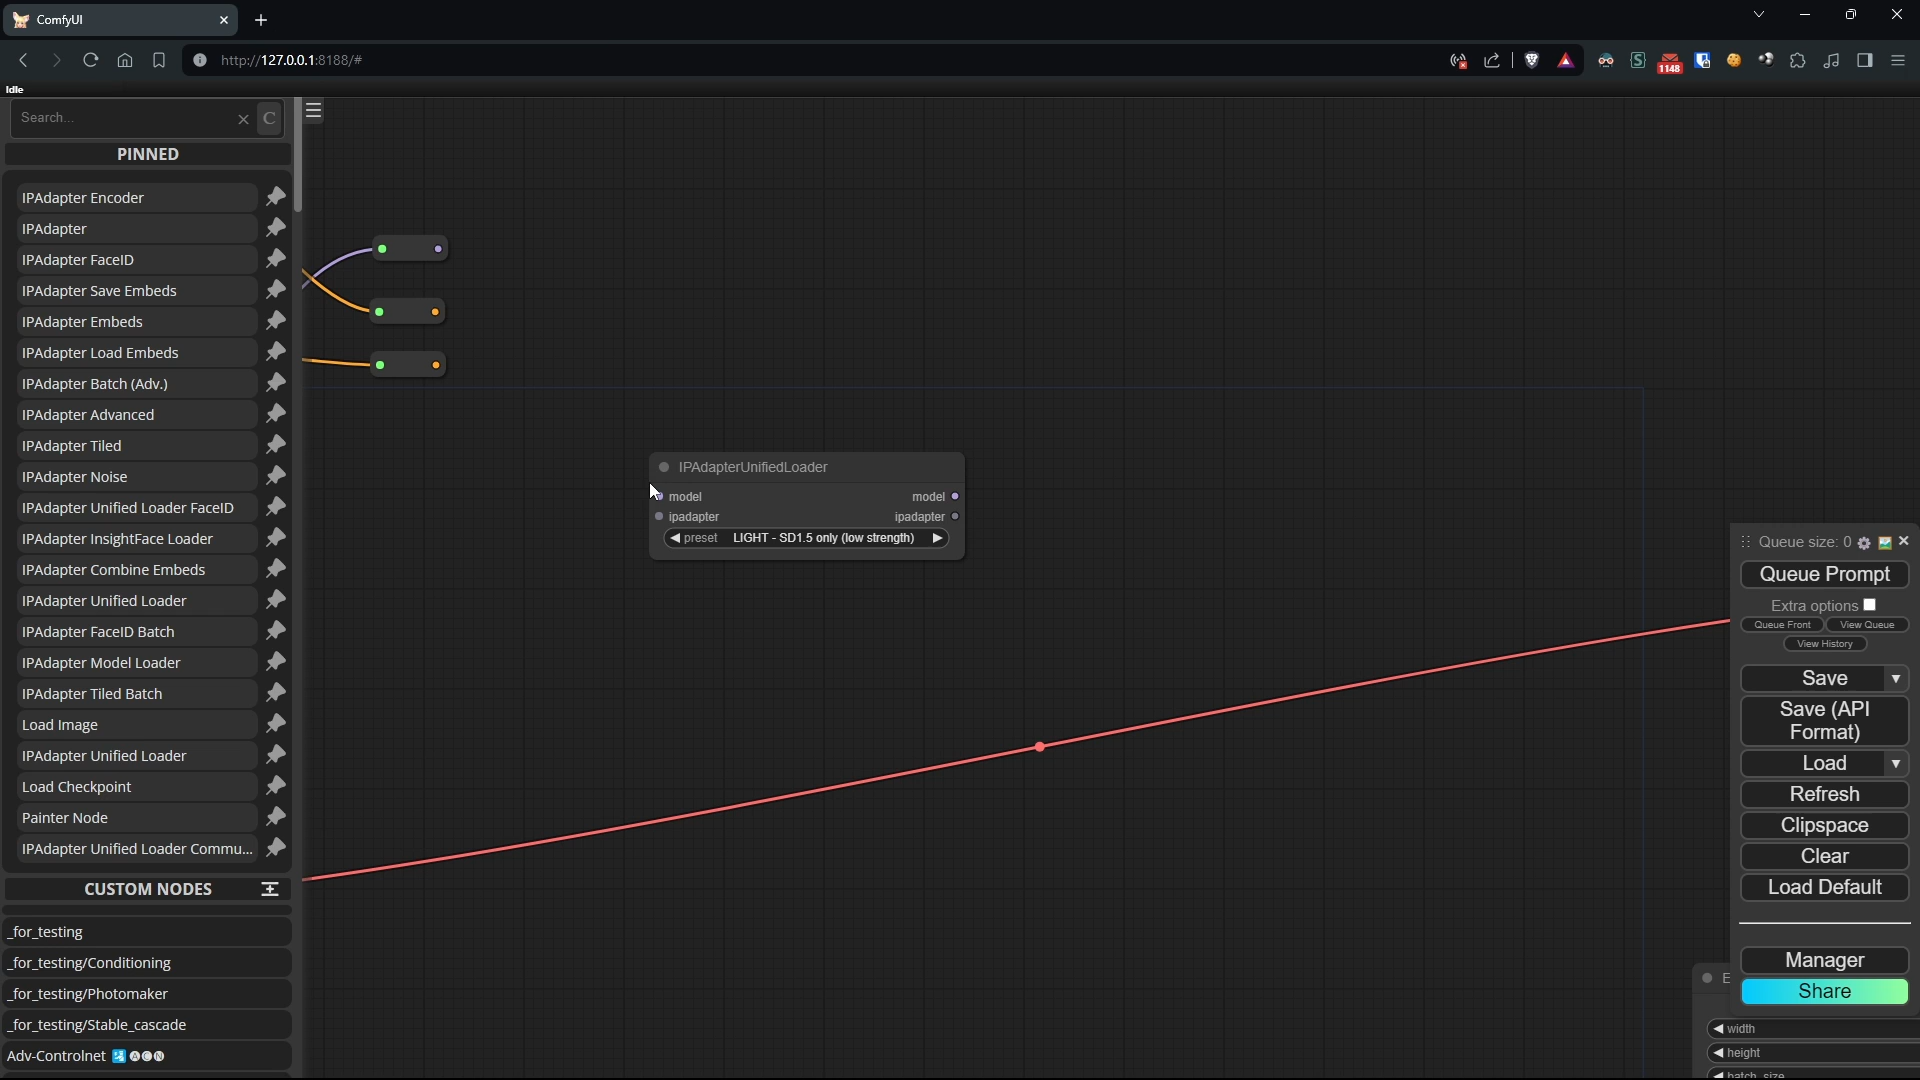 ComfyUI
http://127.0.0.1:8188/#
1148
Idle
Search...
C
PINNED
IPAdapter Encoder
IPAdapter
IPAdapter FaceID
IPAdapter Save Embeds
IPAdapter Embeds
IPAdapter Load Embeds
IPAdapter Batch (Adv.)
IPAdapter Advanced
IPAdapter Tiled
IPAdapter Noise
IPAdapter Unified Loader FaceID
IPAdapter InsightFace Loader
IPAdapter Combine Embeds
IPAdapter Unified Loader
IPAdapter FaceID Batch
IPAdapter Model Loader
IPAdapter Tiled Batch
Load Image
IPAdapter Unified Loader
Load Checkpoint
Painter Node
IPAdapter Unified Loader Commu...
CUSTOM NODES
_for_testing
_for_testing/Conditioning
_for_testing/Photomaker
_for_testing/Stable_cascade
Adv-Controlnet 🛂🅐🅒🅝
IPAdapterUnifiedLoader
model model
ipadapter ipadapter
preset LIGHT - SD1.5 only (low strength)
Queue size: 0
Queue Prompt
Extra options
Queue Front View Queue
View History
Save
Save (API
Format)
Load
Refresh
Clipspace
Clear
Load Default
Manager
Share
E
width
height
batch_size